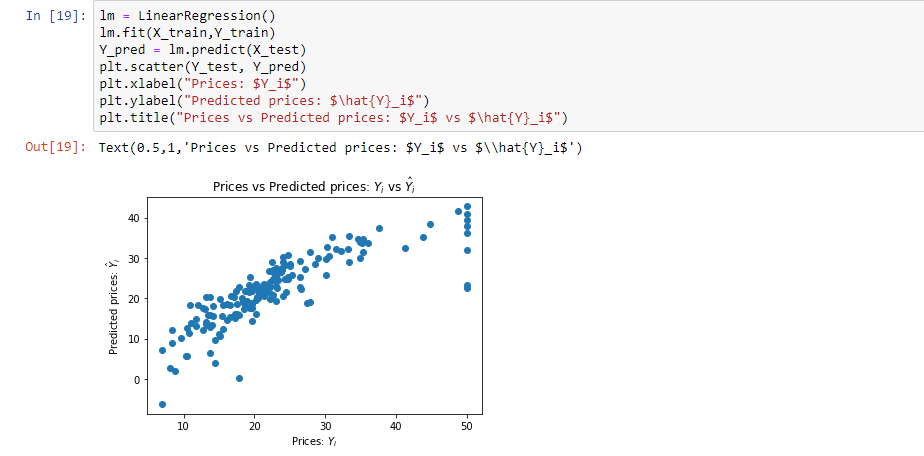 In [19]: lm = LinearRegression()
lm.fit(X_train,Y_train)
Y_pred = lm.predict(X_test)
plt.scatter(Y_test, Y_pred)
plt.xlabel("Prices: $Y_i$")
plt.ylabel("Predicted prices: $\hat{Y}_i$")
plt.title("Prices vs Predicted prices: $Y_i$ vs $\hat{Y}_i$")
Out[19]: Text(0.5,1,'Prices vs Predicted prices: $Y_i$ vs $\\hat{Y}_i$')
Prices vs Predicted prices: Yᵢ vs Ŷᵢ
Predicted prices: Ŷᵢ
40
30
20
10
0
10 20 30 40 50
Prices: Yᵢ